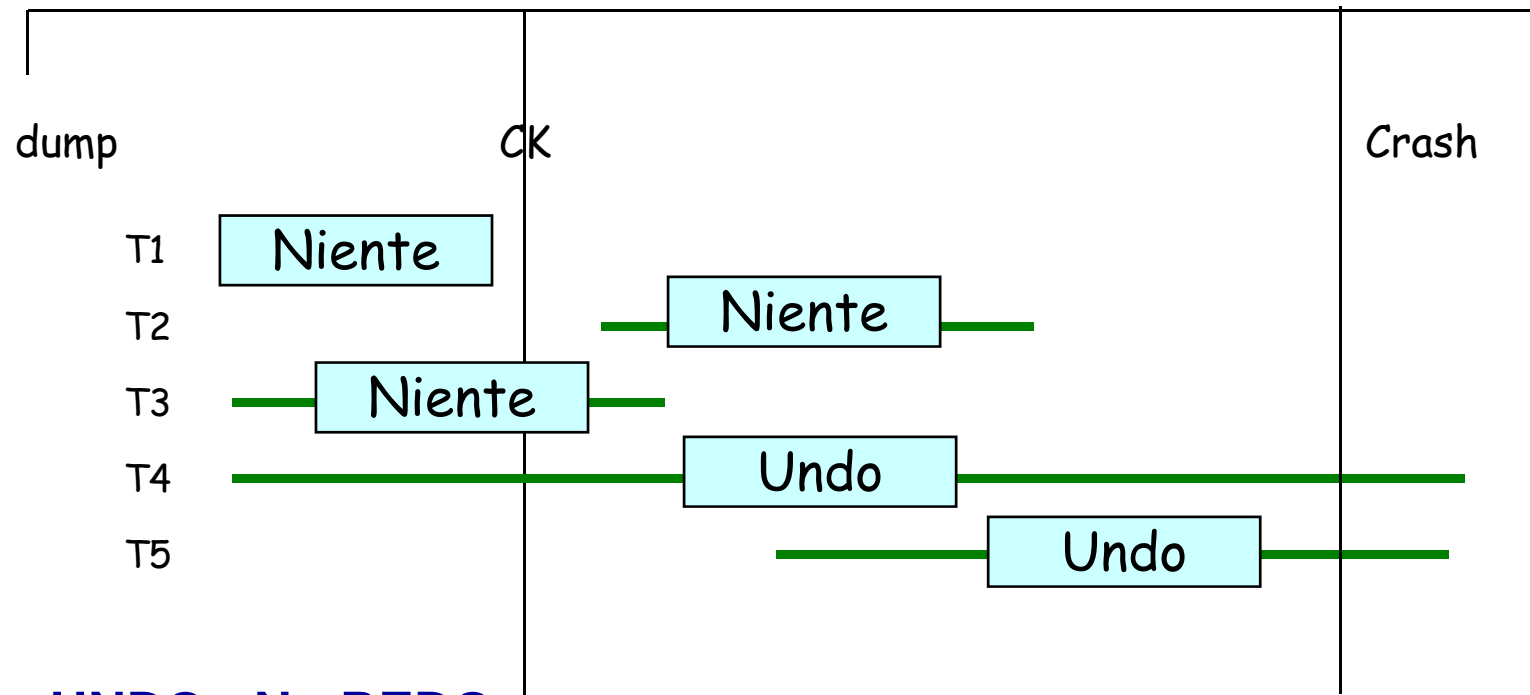 dump CK Crash
T1 Niente
T2 Niente
T3 Niente
T4 Undo
T5 Undo